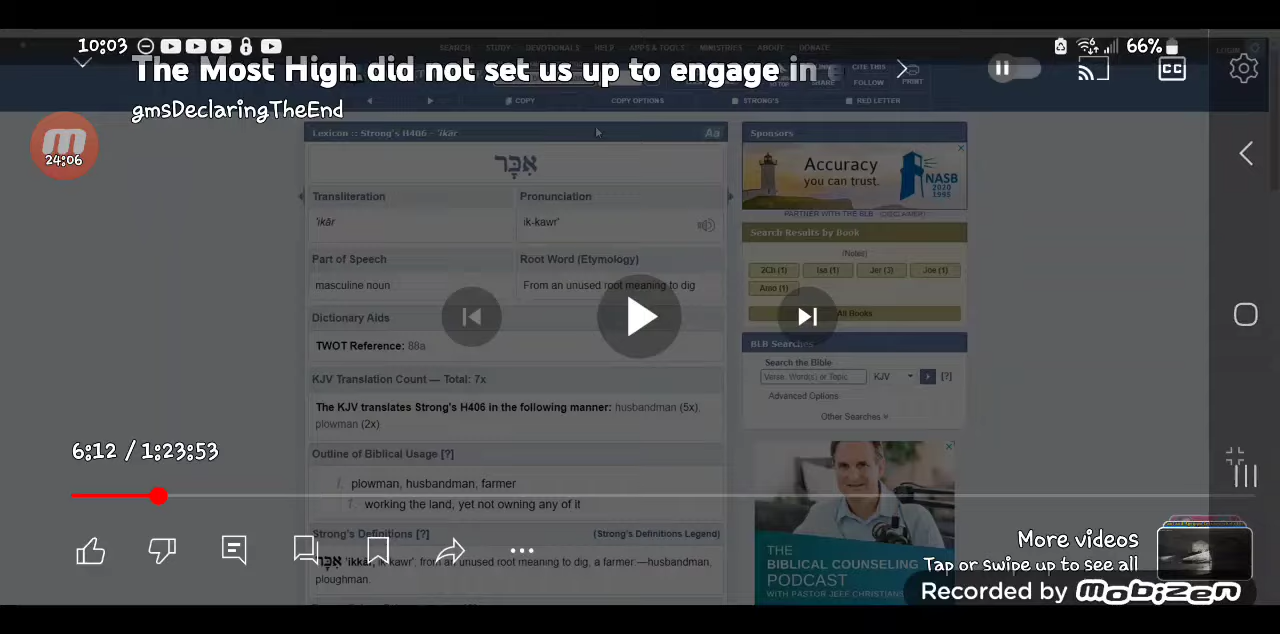 10:03
66%
SEARCH STUDY DEVOTIONALS HELP APPS & TOOLS MINISTRIES ABOUT DONATE
LOGIN
The Most High did not set us up to engage in
CITE THIS
SHARE FOLLOW PRINT
CC
gmsDeclaringTheEnd
COPY COPY OPTIONS STRONG'S RED LETTER
24:06
Lexicon :: Strong's H406 - 'ikār Aa
אִכָּר
Transliteration Pronunciation
'ikār ik-kawr'
Part of Speech Root Word (Etymology)
masculine noun From an unused root meaning to dig
Dictionary Aids
TWOT Reference: 88a
KJV Translation Count — Total: 7x
The KJV translates Strong's H406 in the following manner: husbandman (5x),
plowman (2x)
Outline of Biblical Usage [?]
I. plowman, husbandman, farmer
working the land, yet not owning any of it
Strong's Definitions [?] (Strong's Definitions Legend)
אִכָּר 'ikkâr, ik-kawr'; from an unused root meaning to dig; a farmer:—husbandman,
ploughman.
Sponsors
Accuracy
you can trust.
NASB
2020
1995
PARTNER WITH THE BLB
Search Results by Book
(Notes)
2Ch (1) Isa (1) Jer (3) Joe (1)
Amo (1)
All Books
BLB Searches
Search the Bible
Verse, Word(s) or Topic KJV [?]
Advanced Options
Other Searches
THE
BIBLICAL COUNSELING
PODCAST
WITH PASTOR JEFF CHRISTIANS
6:12 / 1:23:53
More videos
Tap or swipe up to see all
Recorded by mobizen